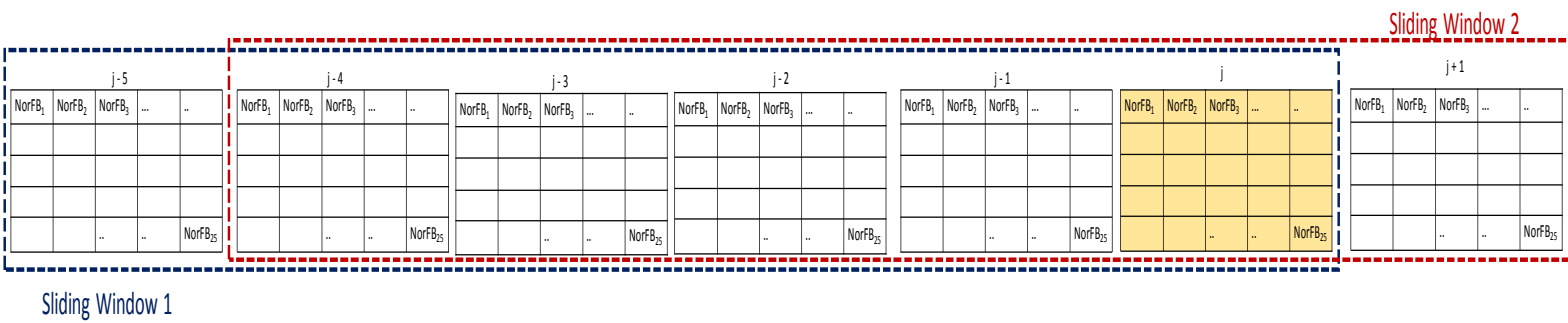 Sliding Window 2
j - 5 j - 4 j - 3 j - 2 j - 1 j j + 1
NorFB1 NorFB2 NorFB3 ... .. NorFB1 NorFB2 NorFB3 ... .. NorFB1 NorFB2 NorFB3 ... .. NorFB1 NorFB2 NorFB3 ... .. NorFB1 NorFB2 NorFB3 ... .. NorFB1 NorFB2 NorFB3 ... .. NorFB1 NorFB2 NorFB3 ... ..
.. .. NorFB25 .. .. NorFB25 .. .. NorFB25 .. .. NorFB25 .. .. NorFB25 .. .. NorFB25 .. .. NorFB25
Sliding Window 1